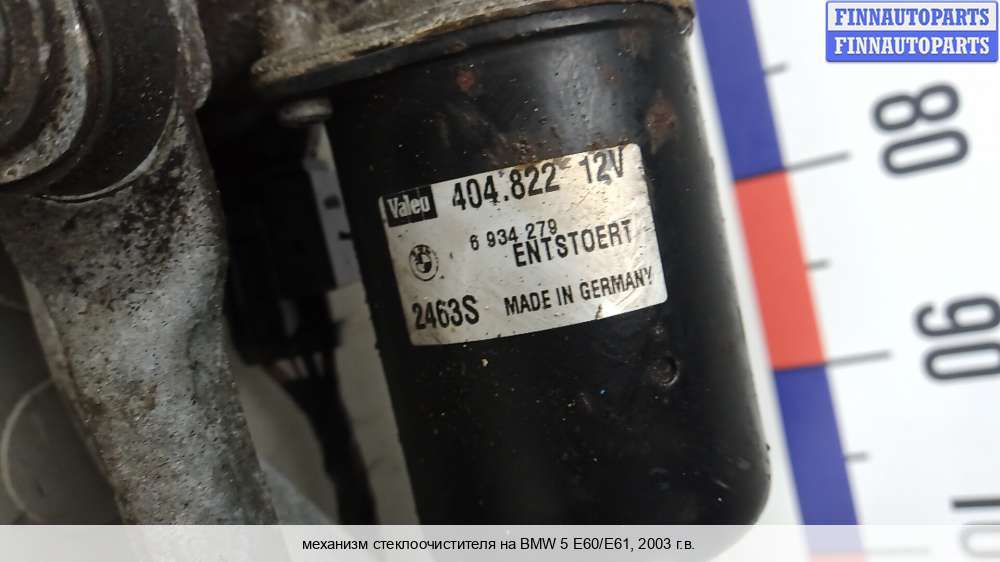 FINNAUTOPARTS
FINNAUTOPARTS
80
Valeo 404.822 12V
6 934 279
ENTSTOERT
2463S MADE IN GERMANY
90
механизм стеклоочистителя на BMW 5 E60/E61, 2003 г.в.